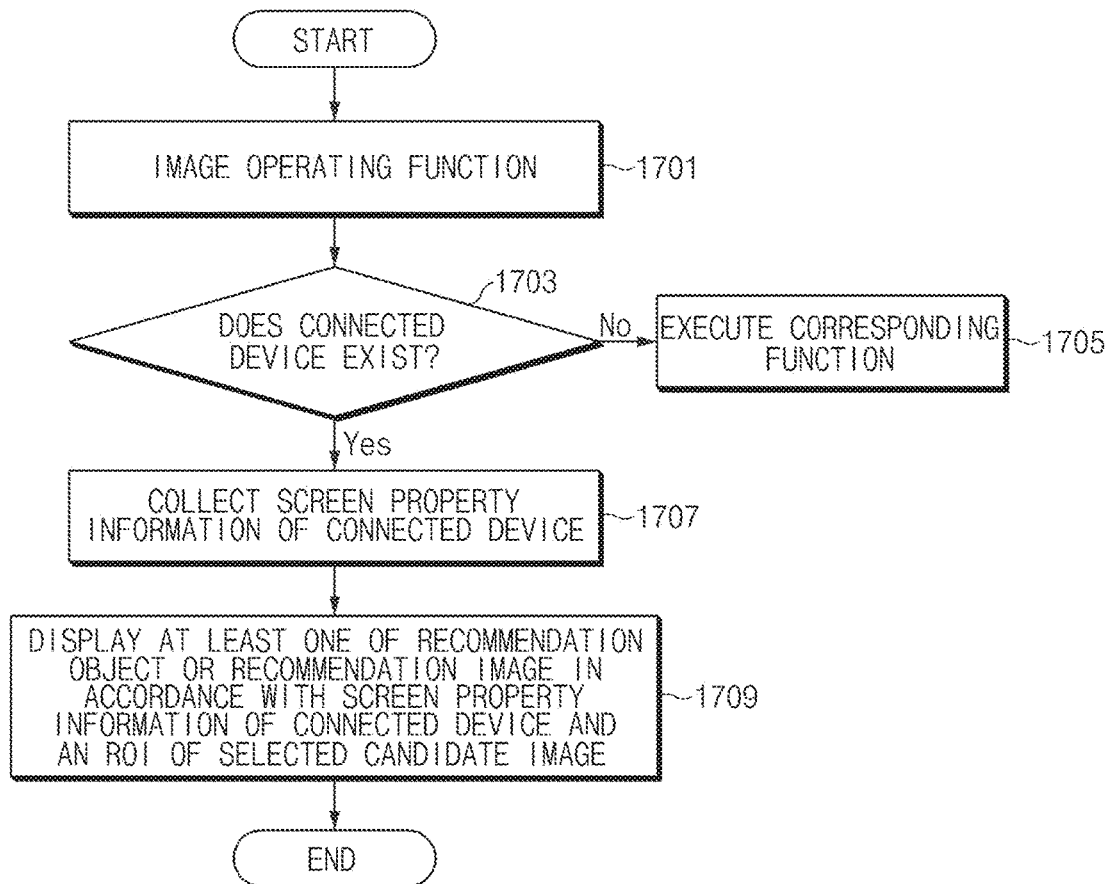 START
IMAGE OPERATING FUNCTION
1701
1703
DOES CONNECTED
DEVICE EXIST?
No
EXECUTE CORRESPONDING
FUNCTION
1705
Yes
COLLECT SCREEN PROPERTY
INFORMATION OF CONNECTED DEVICE
1707
DISPLAY AT LEAST ONE OF RECOMMENDATION
OBJECT OR RECOMMENDATION IMAGE IN
ACCORDANCE WITH SCREEN PROPERTY
INFORMATION OF CONNECTED DEVICE AND
AN ROI OF SELECTED CANDIDATE IMAGE
1709
END